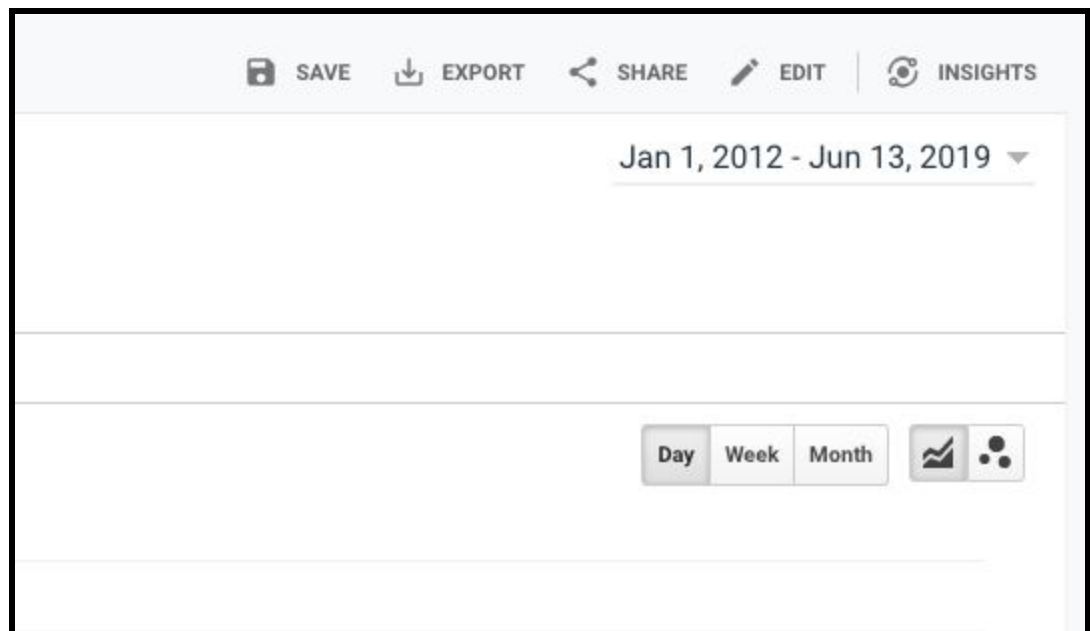 SAVE EXPORT SHARE EDIT INSIGHTS
Jan 1, 2012 - Jun 13, 2019
Day Week Month